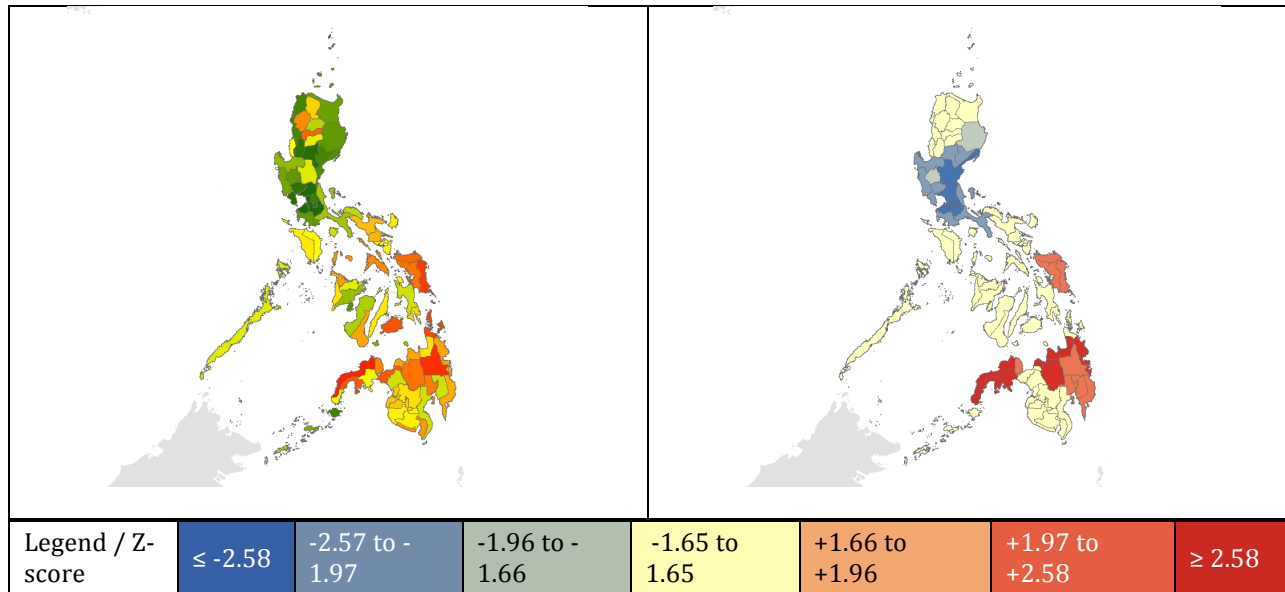 Legend / Z-
score
≤ -2.58
-2.57 to -
1.97
-1.96 to -
1.66
-1.65 to
1.65
+1.66 to
+1.96
+1.97 to
+2.58
≥ 2.58